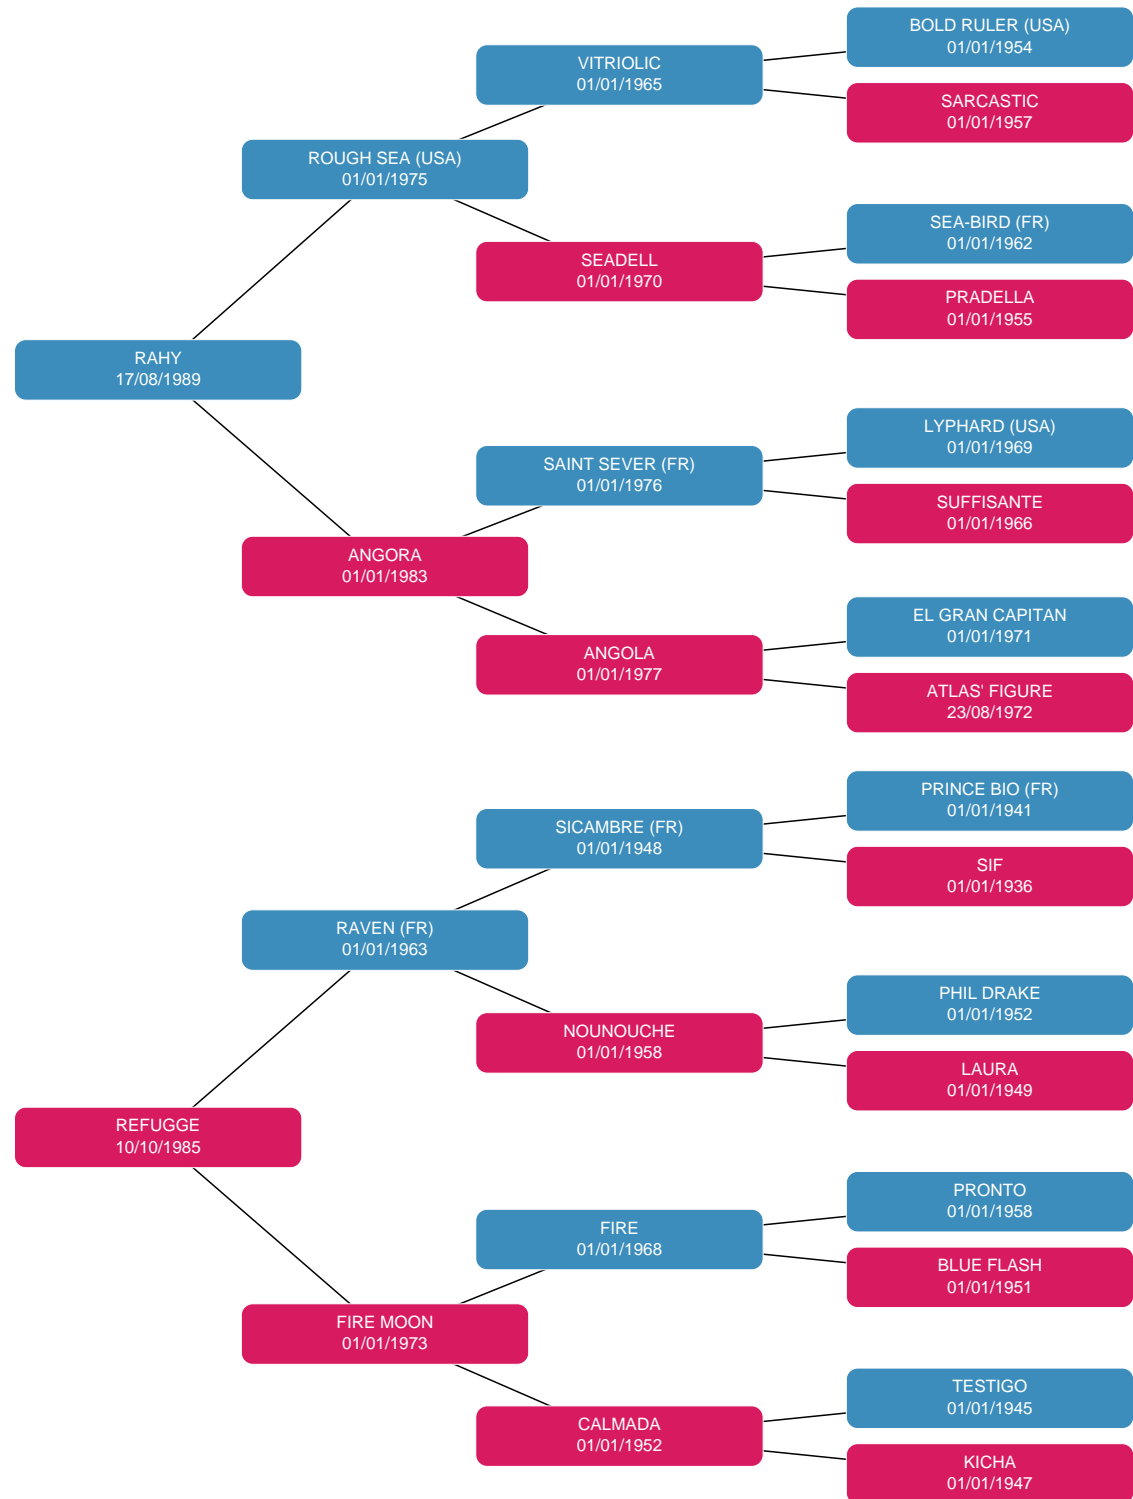 BOLD RULER (USA)
01/01/1954
VITRIOLIC
01/01/1965
SARCASTIC
01/01/1957
ROUGH SEA (USA)
01/01/1975
SEA-BIRD (FR)
01/01/1962
SEADELL
01/01/1970
PRADELLA
01/01/1955
RAHY
17/08/1989
LYPHARD (USA)
01/01/1969
SAINT SEVER (FR)
01/01/1976
SUFFISANTE
01/01/1966
ANGORA
01/01/1983
EL GRAN CAPITAN
01/01/1971
ANGOLA
01/01/1977
ATLAS' FIGURE
23/08/1972
PRINCE BIO (FR)
01/01/1941
SICAMBRE (FR)
01/01/1948
SIF
01/01/1936
RAVEN (FR)
01/01/1963
PHIL DRAKE
01/01/1952
NOUNOUCHE
01/01/1958
LAURA
01/01/1949
REFUGGE
10/10/1985
PRONTO
01/01/1958
FIRE
01/01/1968
BLUE FLASH
01/01/1951
FIRE MOON
01/01/1973
TESTIGO
01/01/1945
CALMADA
01/01/1952
KICHA
01/01/1947